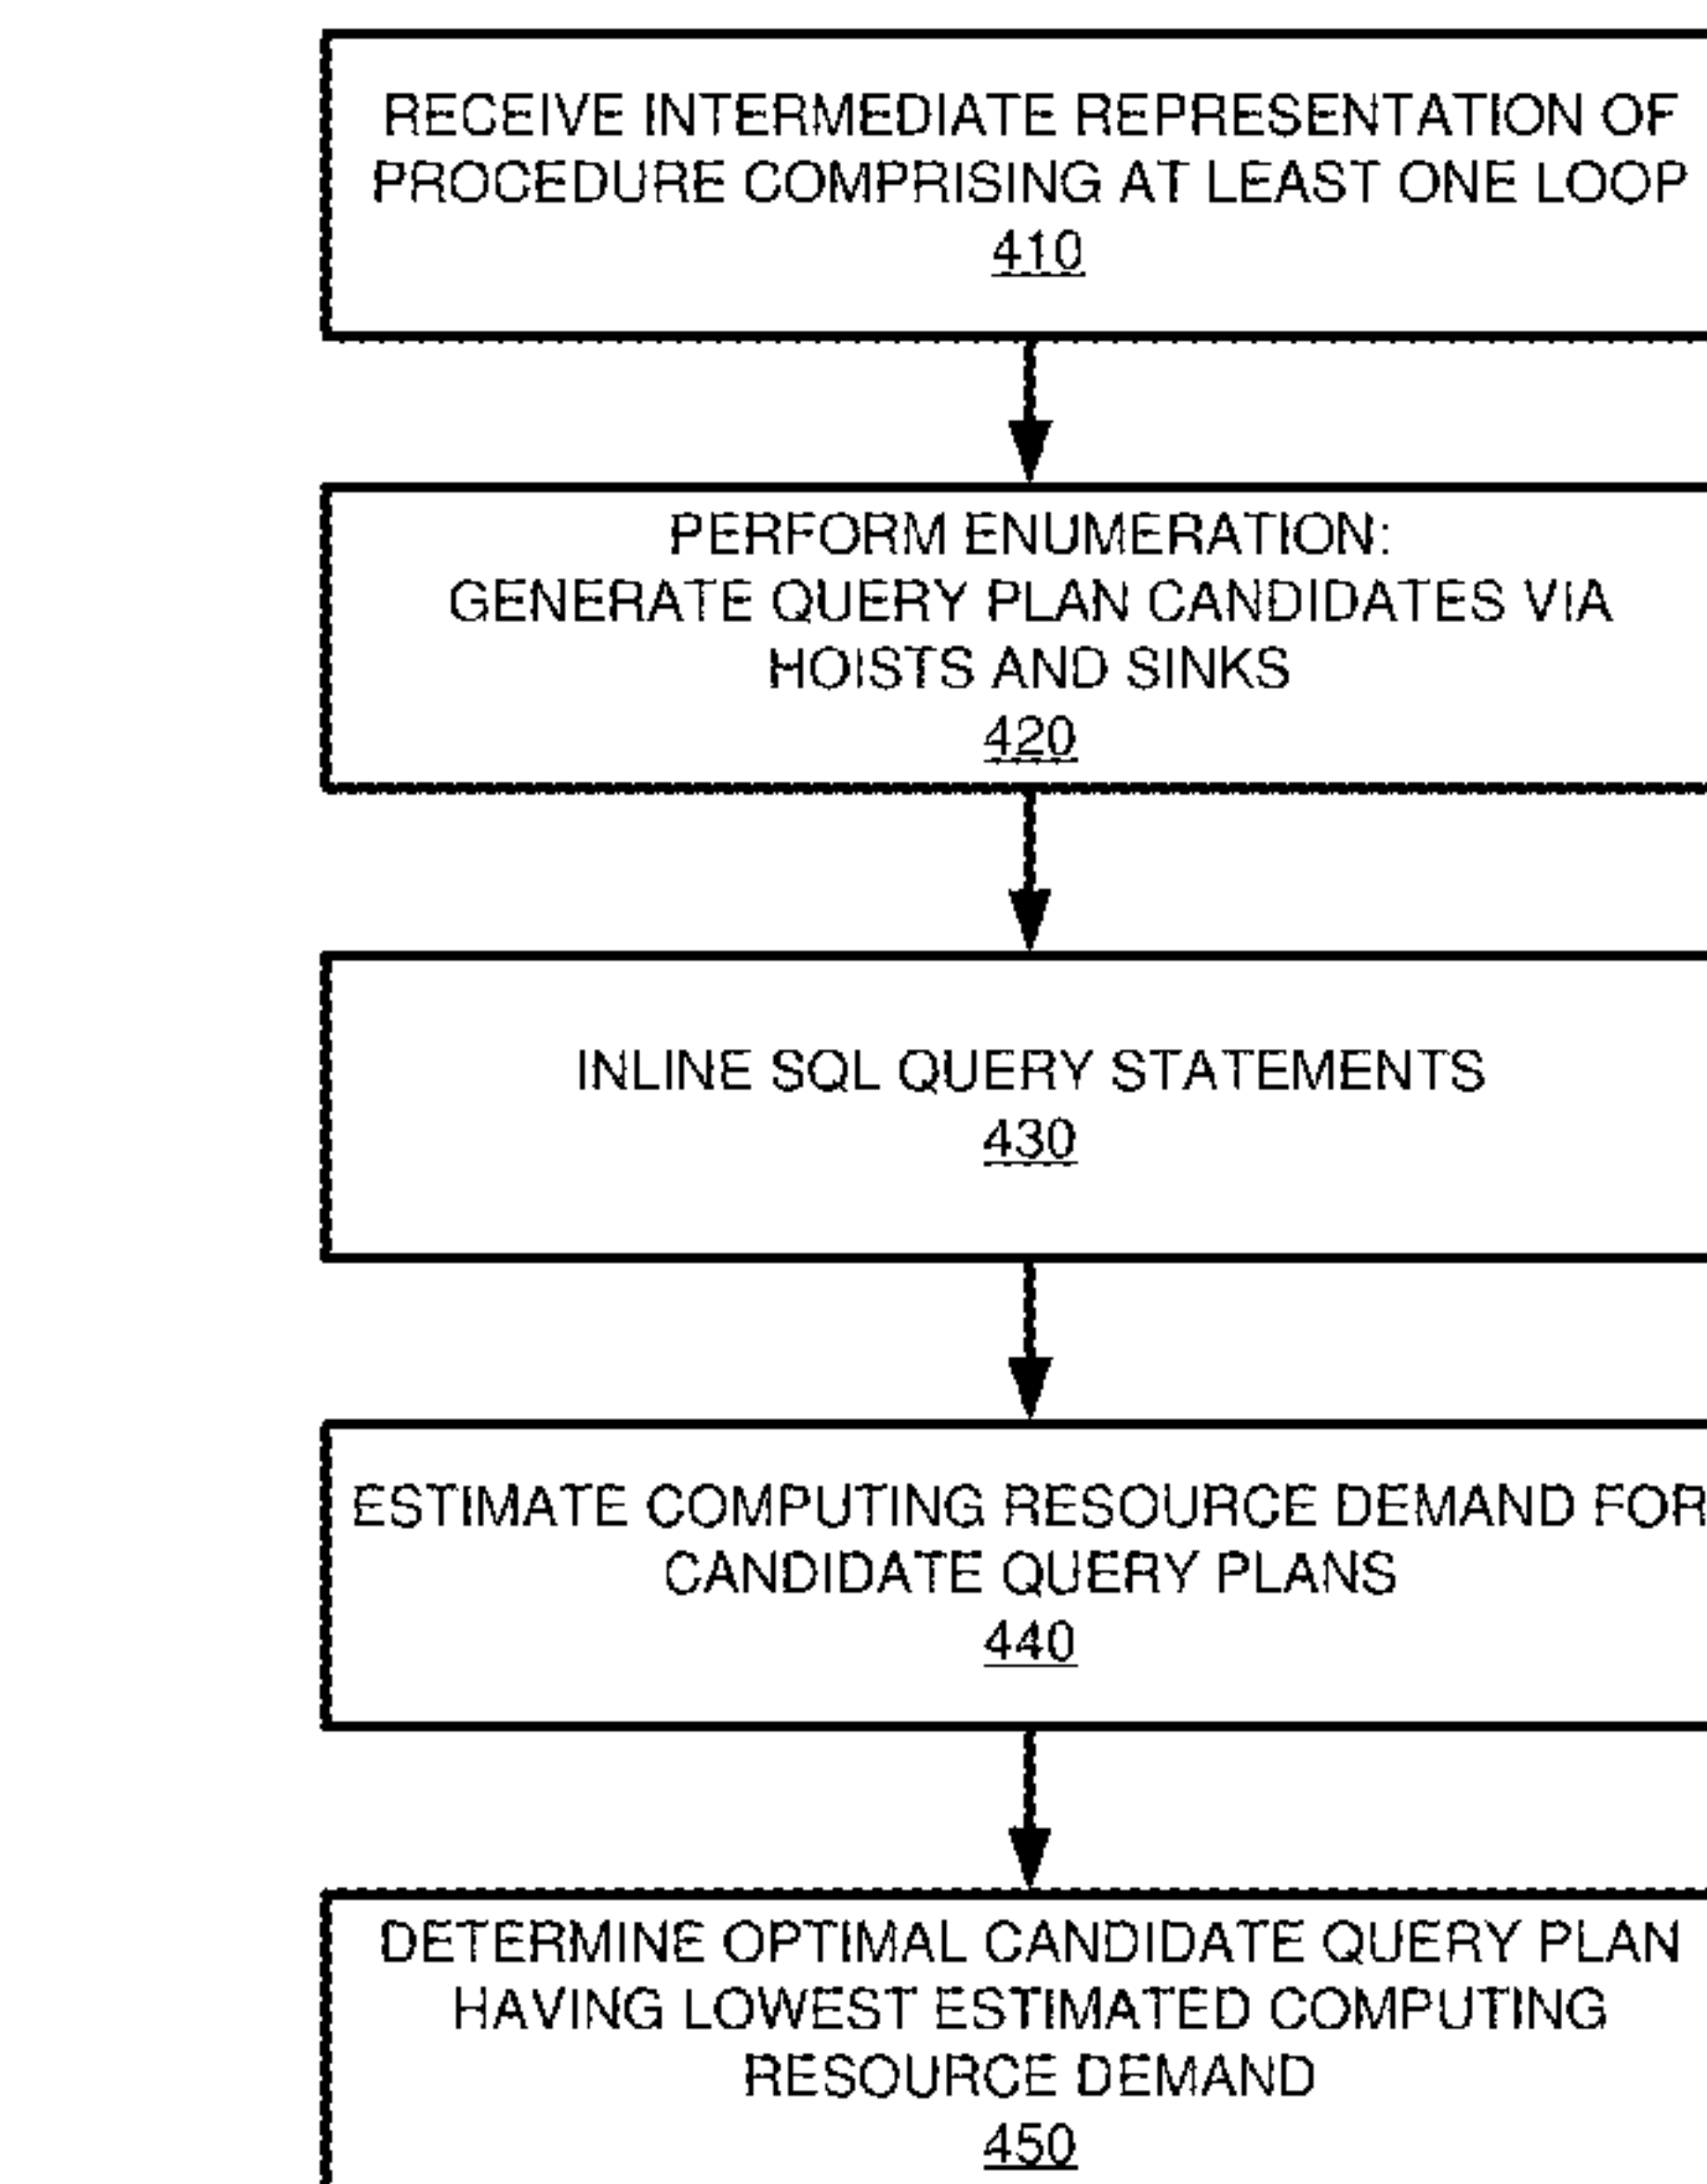 RECEIVE INTERMEDIATE REPRESENTATION OF
PROCEDURE COMPRISING AT LEAST ONE LOOP
410
PERFORM ENUMERATION:
GENERATE QUERY PLAN CANDIDATES VIA
HOISTS AND SINKS
420
INLINE SQL QUERY STATEMENTS
430
ESTIMATE COMPUTING RESOURCE DEMAND FOR
CANDIDATE QUERY PLANS
440
DETERMINE OPTIMAL CANDIDATE QUERY PLAN
HAVING LOWEST ESTIMATED COMPUTING
RESOURCE DEMAND
450